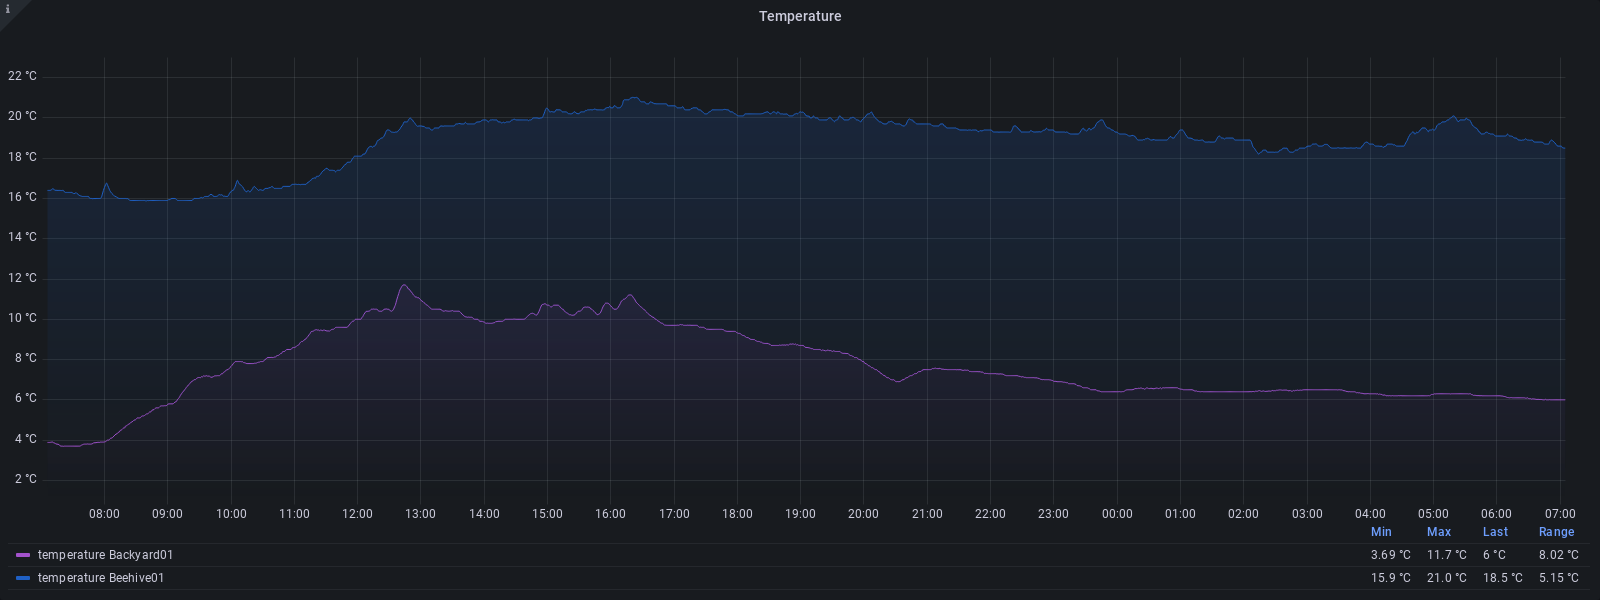 i
Temperature
22 °C
20 °C
18 °C
16 °C
14 °C
12 °C
10 °C
8 °C
6 °C
4 °C
2 °C
08:00 09:00 10:00 11:00 12:00 13:00 14:00 15:00 16:00 17:00 18:00 19:00 20:00 21:00 22:00 23:00 00:00 01:00 02:00 03:00 04:00 05:00 06:00 07:00
Min Max Last Range
temperature Backyard01 3.69 °C 11.7 °C 6 °C 8.02 °C
temperature Beehive01 15.9 °C 21.0 °C 18.5 °C 5.15 °C